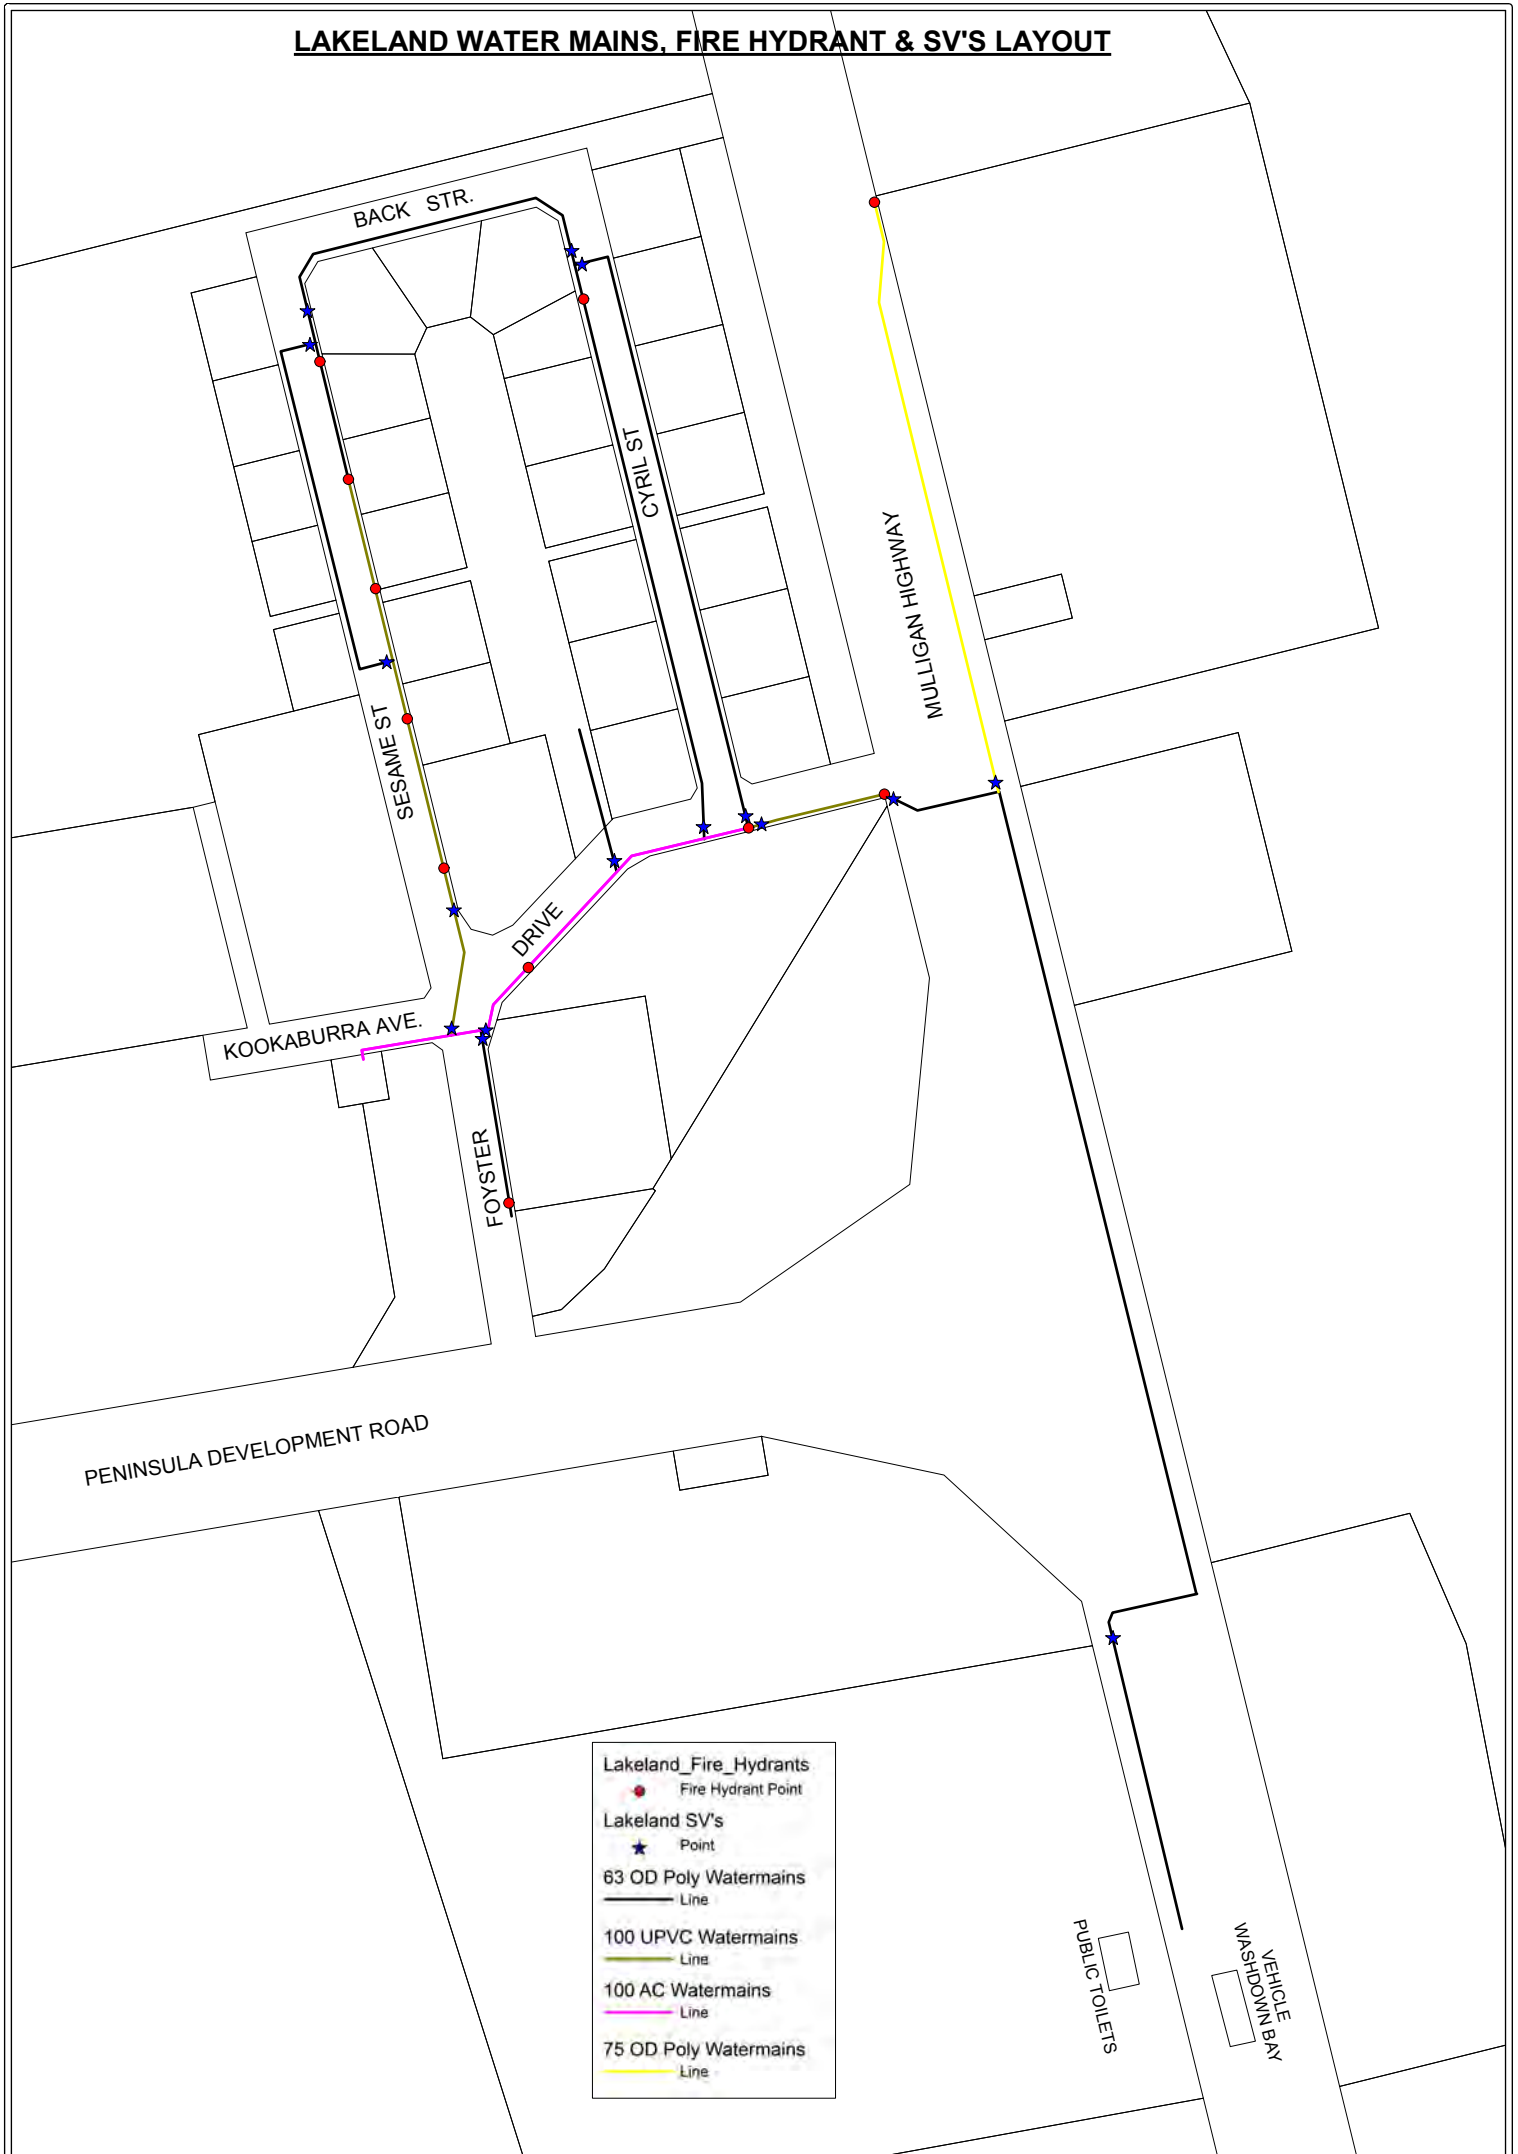 LAKELAND WATER MAINS, FIRE HYDRANT & SV'S LAYOUT
BACK STR.
CYRIL ST
MULLIGAN HIGHWAY
SESAME ST
DRIVE
KOOKABURRA AVE.
FOYSTER
PENINSULA DEVELOPMENT ROAD
Lakeland_Fire_Hydrants
Fire Hydrant Point
Lakeland SV's
Point
63 OD Poly Watermains
Line
100 UPVC Watermains
Line
100 AC Watermains
Line
75 OD Poly Watermains
Line
PUBLIC TOILETS
VEHICLE
WASHDOWN BAY